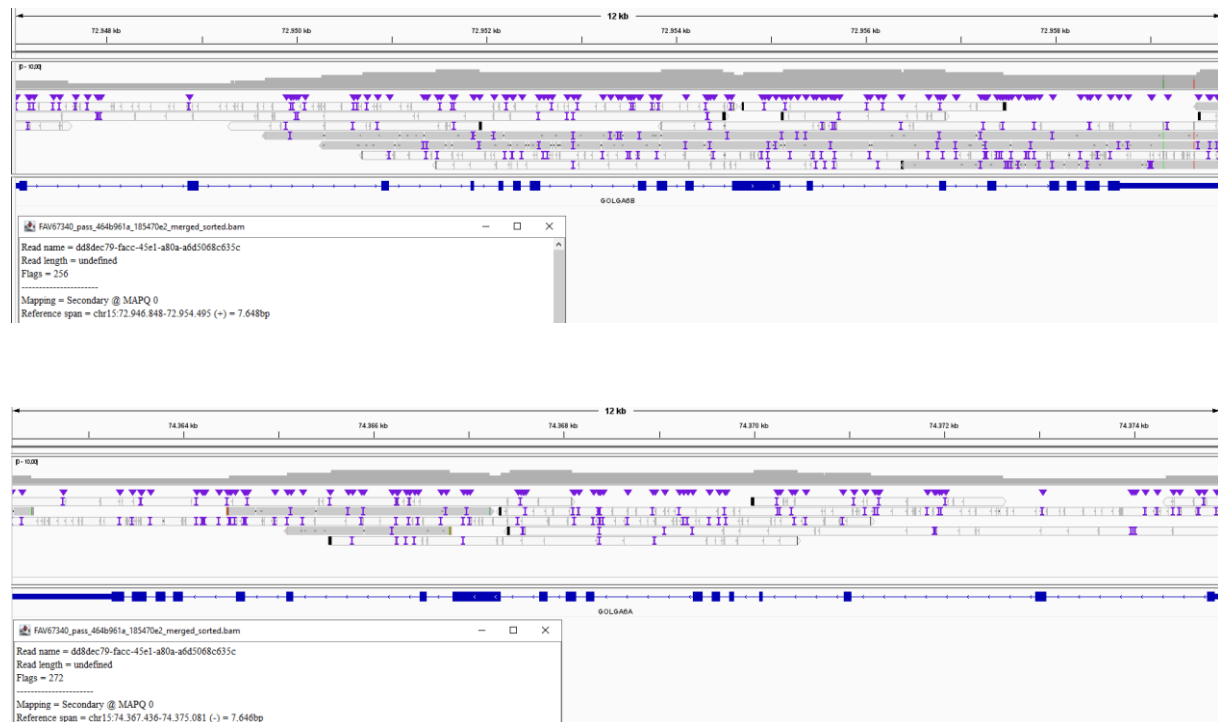 12 kb
72.948 kb 72.950 kb 72.952 kb 72.954 kb 72.956 kb 72.958 kb
[0 - 10,00]
GOLGA6B
FAV67340_pass_464b961a_185470e2_merged_sorted.bam
Read name = dd8dec79-facc-45e1-a80a-a6d5068c635c
Read length = undefined
Flags = 256
----------------------
Mapping = Secondary @ MAPQ 0
Reference span = chr15:72.946.848-72.954.495 (+) = 7.648bp
12 kb
74.364 kb 74.366 kb 74.368 kb 74.370 kb 74.372 kb 74.374 kb
[0 - 10,00]
GOLGA6A
FAV67340_pass_464b961a_185470e2_merged_sorted.bam
Read name = dd8dec79-facc-45e1-a80a-a6d5068c635c
Read length = undefined
Flags = 272
----------------------
Mapping = Secondary @ MAPQ 0
Reference span = chr15:74.367.436-74.375.081 (-) = 7.646bp